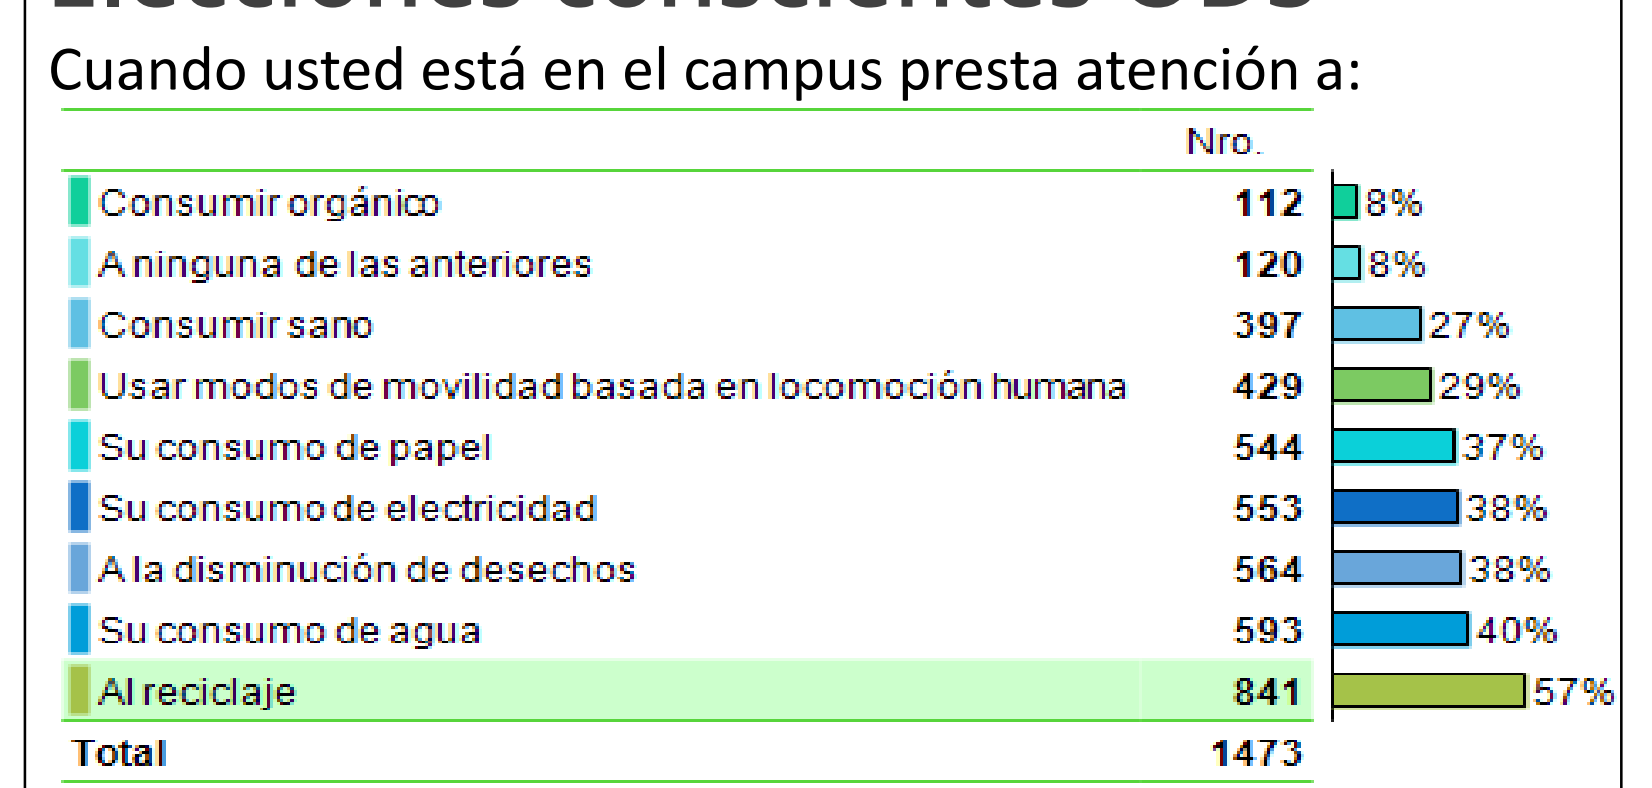 Elecciones conscientes ODS
Cuando usted está en el campus presta atención a:
Nro.
Consumir orgánico 112 8%
A ninguna de las anteriores 120 8%
Consumir sano 397 27%
Usar modos de movilidad basada en locomoción humana 429 29%
Su consumo de papel 544 37%
Su consumo de electricidad 553 38%
A la disminución de desechos 564 38%
Su consumo de agua 593 40%
Al reciclaje 841 57%
Total 1473